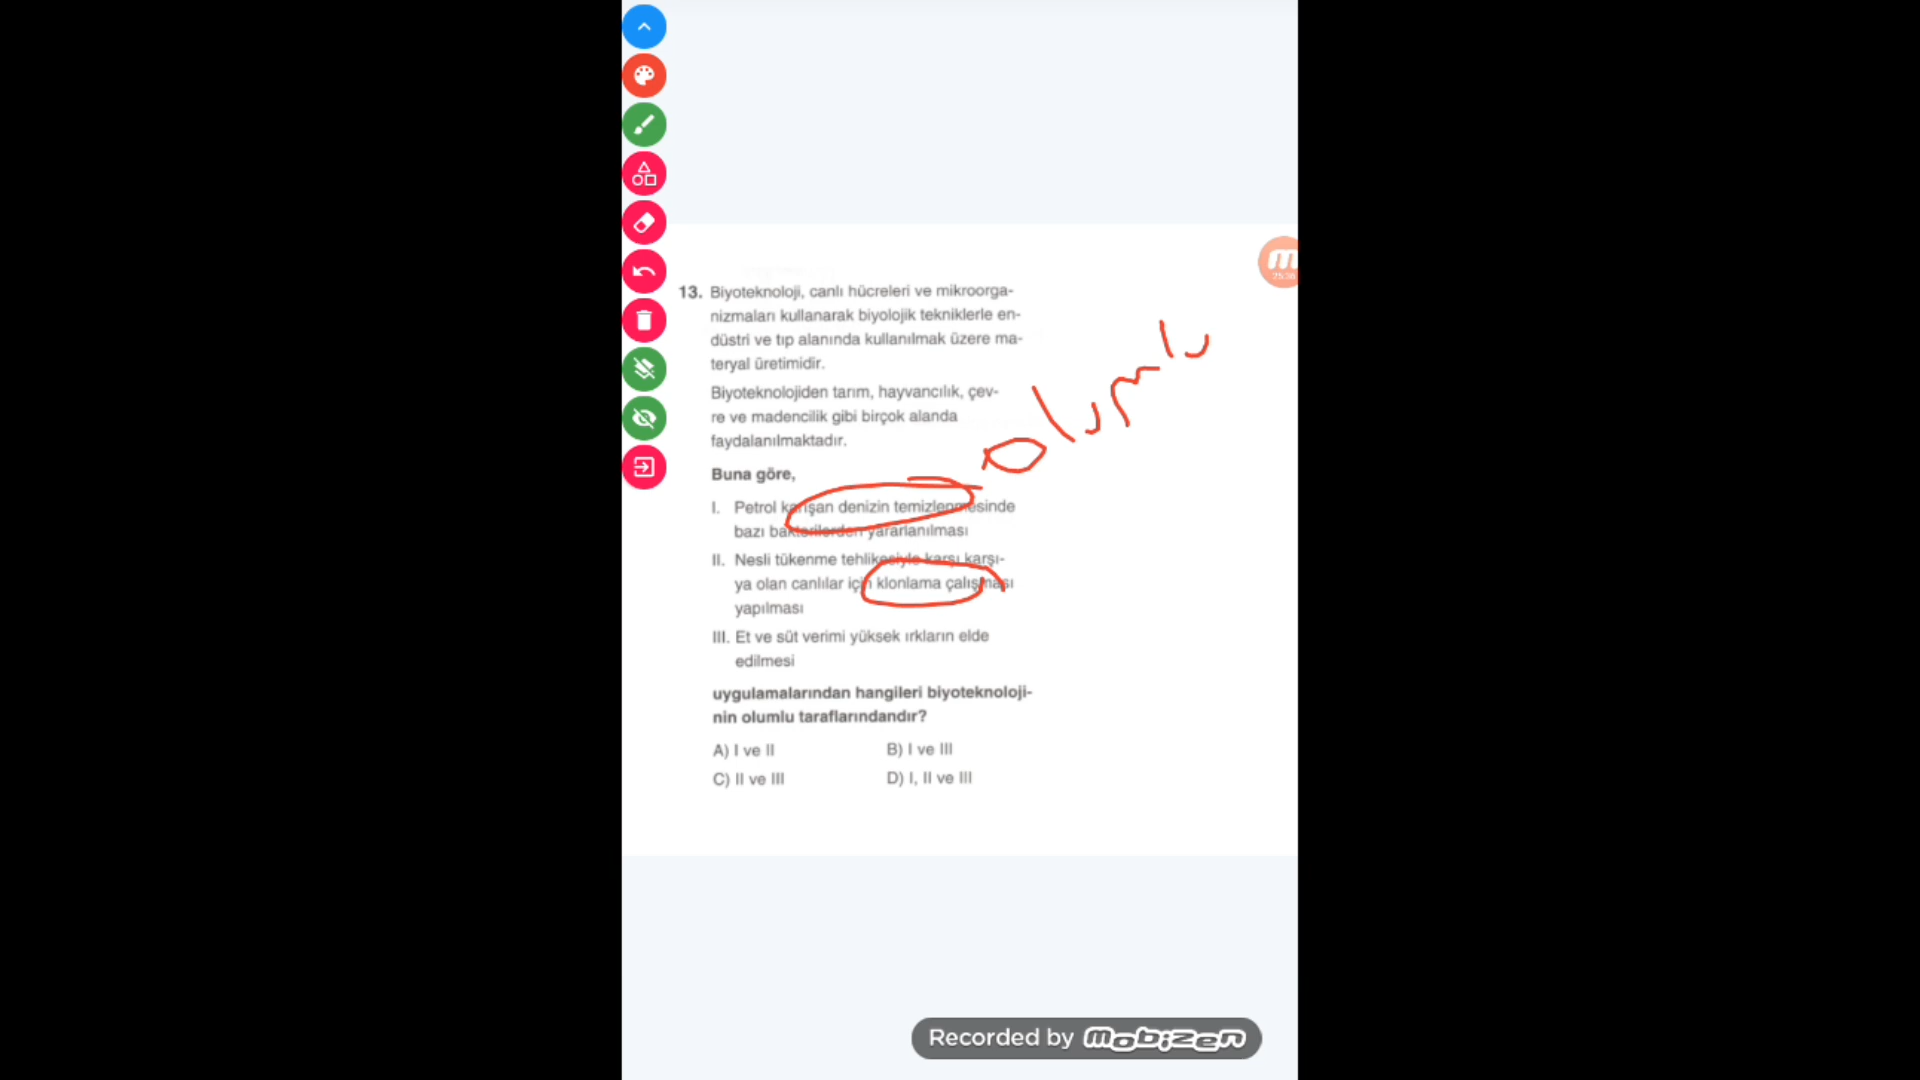 13. Biyoteknoloji, canlı hücreleri ve mikroorga-
nizmaları kullanarak biyolojik tekniklerle en-
düstri ve tıp alanında kullanılmak üzere ma-
teryal üretimidir.
Biyoteknolojiden tarım, hayvancılık, çev-
re ve madencilik gibi birçok alanda
faydalanılmaktadır.
olumlu
Buna göre,
I. Petrol karışan denizin temizlenmesinde
bazı bakterilerden yararlanılması
II. Nesli tükenme tehlikesiyle karşı karşı-
ya olan canlılar için klonlama çalışması
yapılması
III. Et ve süt verimi yüksek ırkların elde
edilmesi
uygulamalarından hangileri biyoteknoloji-
nin olumlu taraflarındandır?
A) I ve II B) I ve III
C) II ve III D) I, II ve III
Recorded by mobizen